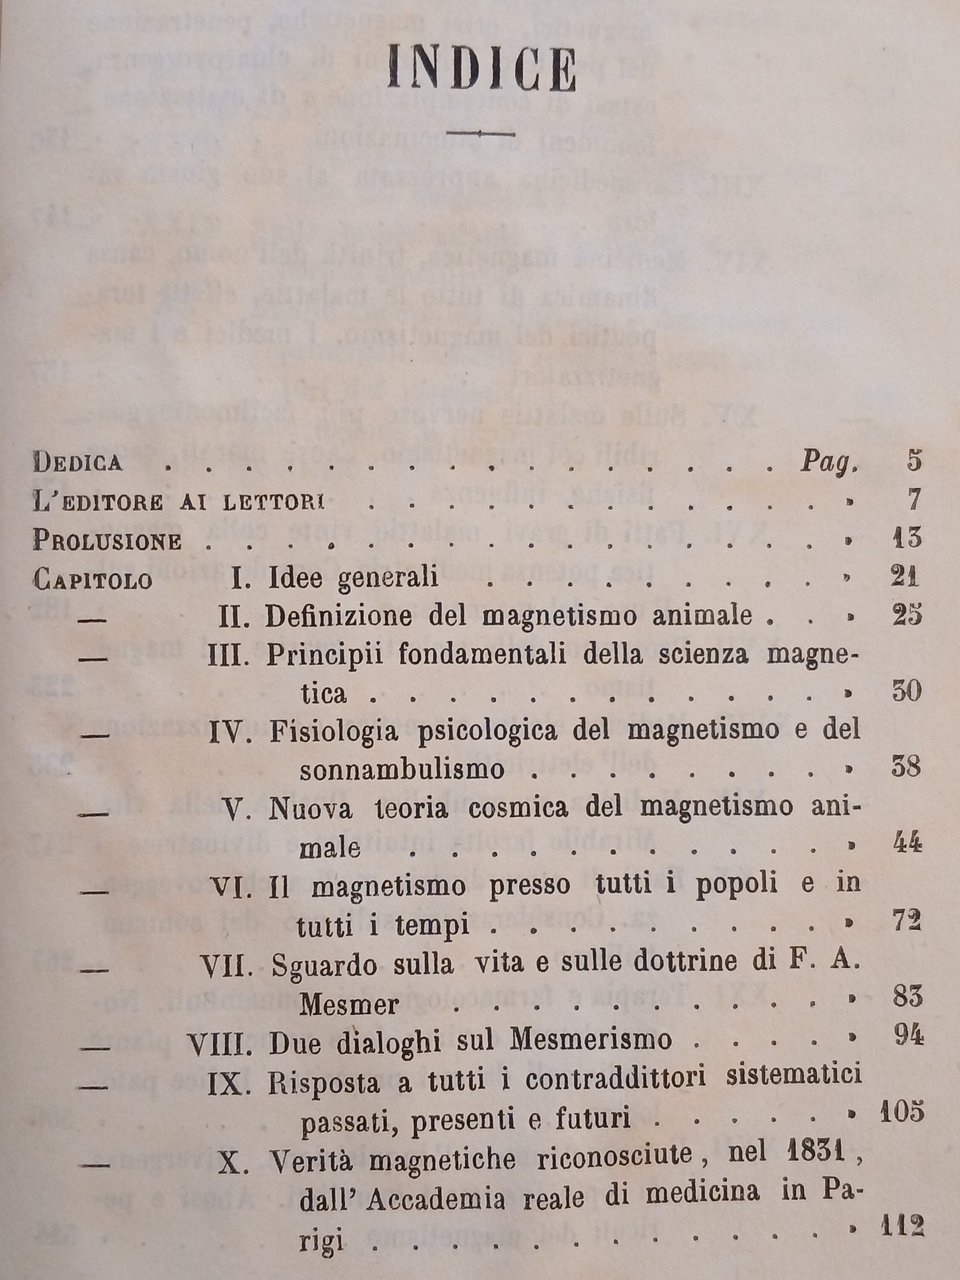 INDICE
DEDICA . . . . . . . . . . . . . . . . Pag. 5
L'EDITORE AI LETTORI . . . . . . . . . . . . » 7
PROLUSIONE . . . . . . . . . . . . . . . . » 13
CAPITOLO I. Idee generali . . . . . . . . . » 21
— II. Definizione del magnetismo animale . . » 25
— III. Principii fondamentali della scienza magne-
tica . . . . . . . . . . . . » 30
— IV. Fisiologia psicologica del magnetismo e del
sonnambulismo . . . . . . . . » 38
— V. Nuova teoria cosmica del magnetismo ani-
male . . . . . . . . . . . » 44
— VI. Il magnetismo presso tutti i popoli e in
tutti i tempi . . . . . . . . . » 72
— VII. Sguardo sulla vita e sulle dottrine di F. A.
Mesmer . . . . . . . . . . » 83
— VIII. Due dialoghi sul Mesmerismo . . . . » 94
— IX. Risposta a tutti i contraddittori sistematici
passati, presenti e futuri . . . . . » 105
— X. Verità magnetiche riconosciute, nel 1831,
dall' Accademia reale di medicina in Pa-
rigi . . . . . . . . . . . . » 112